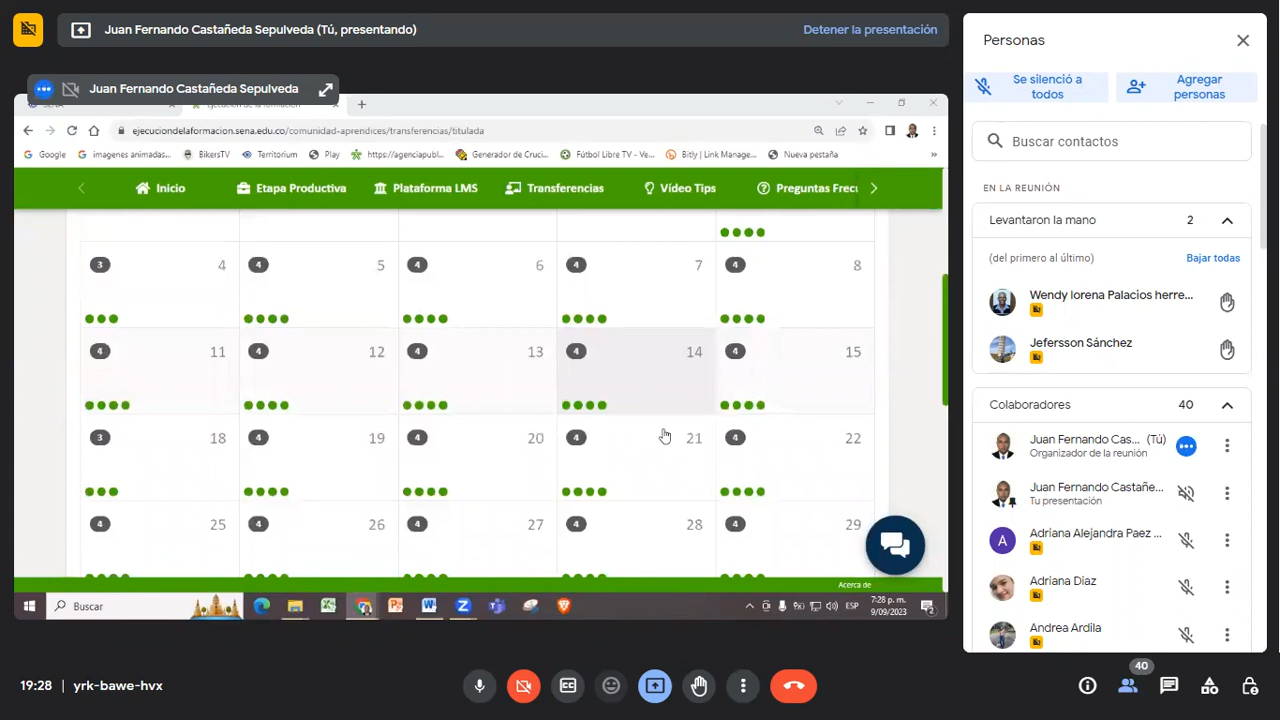 Juan Fernando Castañeda Sepulveda (Tú, presentando)
Detener la presentación
Juan Fernando Castañeda Sepulveda
ejecuciondelaformacion.sena.edu.co/comunidad-aprendices/transferencias/titulada
Google
imagenes animadas...
BikersTV
Territorium
Play
https://agenciapubl...
Generador de Cruci...
Fútbol Libre TV - Ve...
Bitly | Link Manage...
Nueva pestaña
»
Inicio
Etapa Productiva
Plataforma LMS
Transferencias
Vídeo Tips
Preguntas Frecu
3 4
4 5
4 6
4 7
4 8
4 11
4 12
4 13
4 14
4 15
3 18
4 19
4 20
4 21
4 22
4 25
4 26
4 27
4 28
4 29
Acerca de
Buscar
ESP
7:28 p. m.
9/09/2023
2
19:28 | yrk-bawe-hvx
Personas
Se silenció a todos
Agregar personas
Buscar contactos
EN LA REUNIÓN
Levantaron la mano 2
(del primero al último)
Bajar todas
Wendy lorena Palacios herre...
Jefersson Sánchez
Colaboradores 40
Juan Fernando Cas... (Tú)
Organizador de la reunión
Juan Fernando Castañe...
Tu presentación
A
Adriana Alejandra Paez ...
Adriana Diaz
Andrea Ardila
40